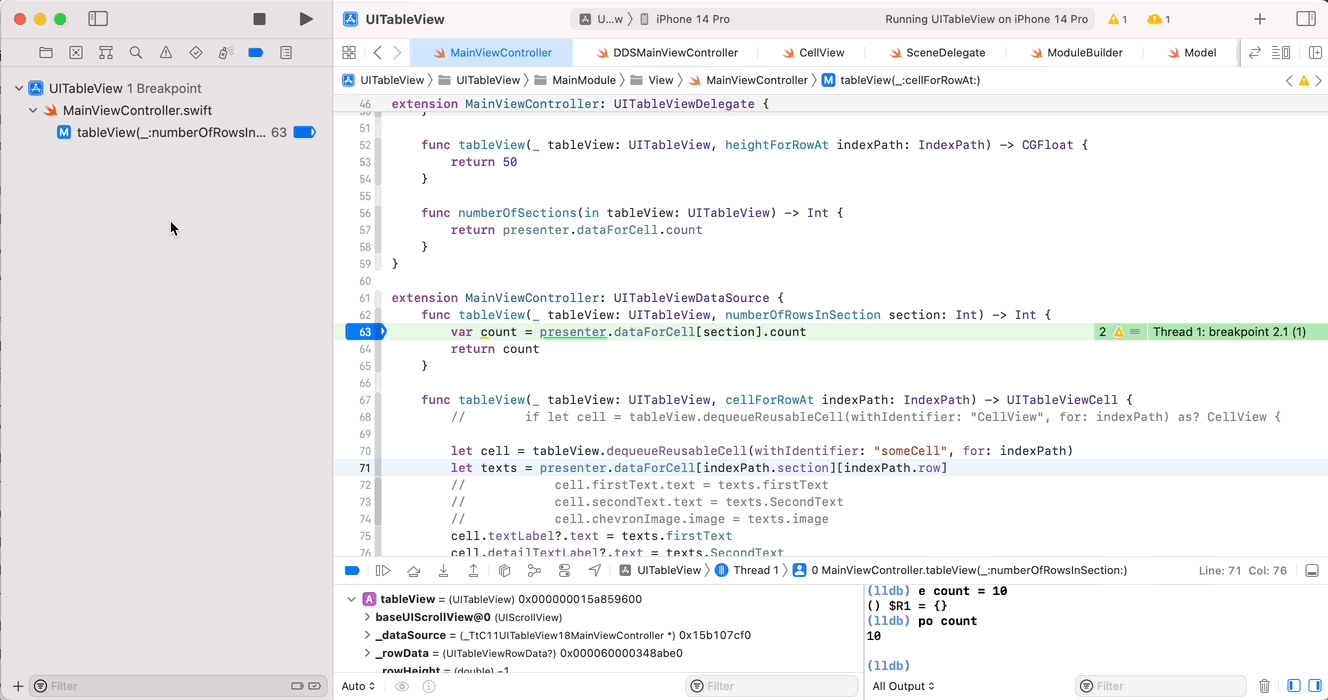 UITableView
U...w 〉 iPhone 14 Pro
Running UITableView on iPhone 14 Pro
1
1
MainViewController
DDSMainViewController
CellView
SceneDelegate
ModuleBuilder
Model
UITableView 1 Breakpoint
MainViewController.swift
M tableView(_:numberOfRowsIn... 63
UITableView 〉 UITableView 〉 MainModule 〉 View 〉 MainViewController 〉 M tableView(_:cellForRowAt:)
46 extension MainViewController: UITableViewDelegate {
50 }
51
52 func tableView(_ tableView: UITableView, heightForRowAt indexPath: IndexPath) -> CGFloat {
53 return 50
54 }
55
56 func numberOfSections(in tableView: UITableView) -> Int {
57 return presenter.dataForCell.count
58 }
59 }
60
61 extension MainViewController: UITableViewDataSource {
62 func tableView(_ tableView: UITableView, numberOfRowsInSection section: Int) -> Int {
63 var count = presenter.dataForCell[section].count 2 Thread 1: breakpoint 2.1 (1)
64 return count
65 }
66
67 func tableView(_ tableView: UITableView, cellForRowAt indexPath: IndexPath) -> UITableViewCell {
68 // if let cell = tableView.dequeueReusableCell(withIdentifier: "CellView", for: indexPath) as? CellView {
69
70 let cell = tableView.dequeueReusableCell(withIdentifier: "someCell", for: indexPath)
71 let texts = presenter.dataForCell[indexPath.section][indexPath.row]
72 // cell.firstText.text = texts.firstText
73 // cell.secondText.text = texts.SecondText
74 // cell.chevronImage.image = texts.image
75 cell.textLabel?.text = texts.firstText
76 cell.detailTextLabel?.text = texts.SecondText
UITableView 〉 Thread 1 〉 0 MainViewController.tableView(_:numberOfRowsInSection:)
Line: 71 Col: 76
A tableView = (UITableView) 0x000000015a859600
baseUIScrollView@0 (UIScrollView)
_dataSource = (_TtC11UITableView18MainViewController *) 0x15b107cf0
_rowData = (UITableViewRowData?) 0x000060000348abe0
_rowHeight = (double) -1
(lldb) e count = 10
() $R1 = {}
(lldb) po count
10
(lldb)
Filter
Auto
Filter
All Output
Filter